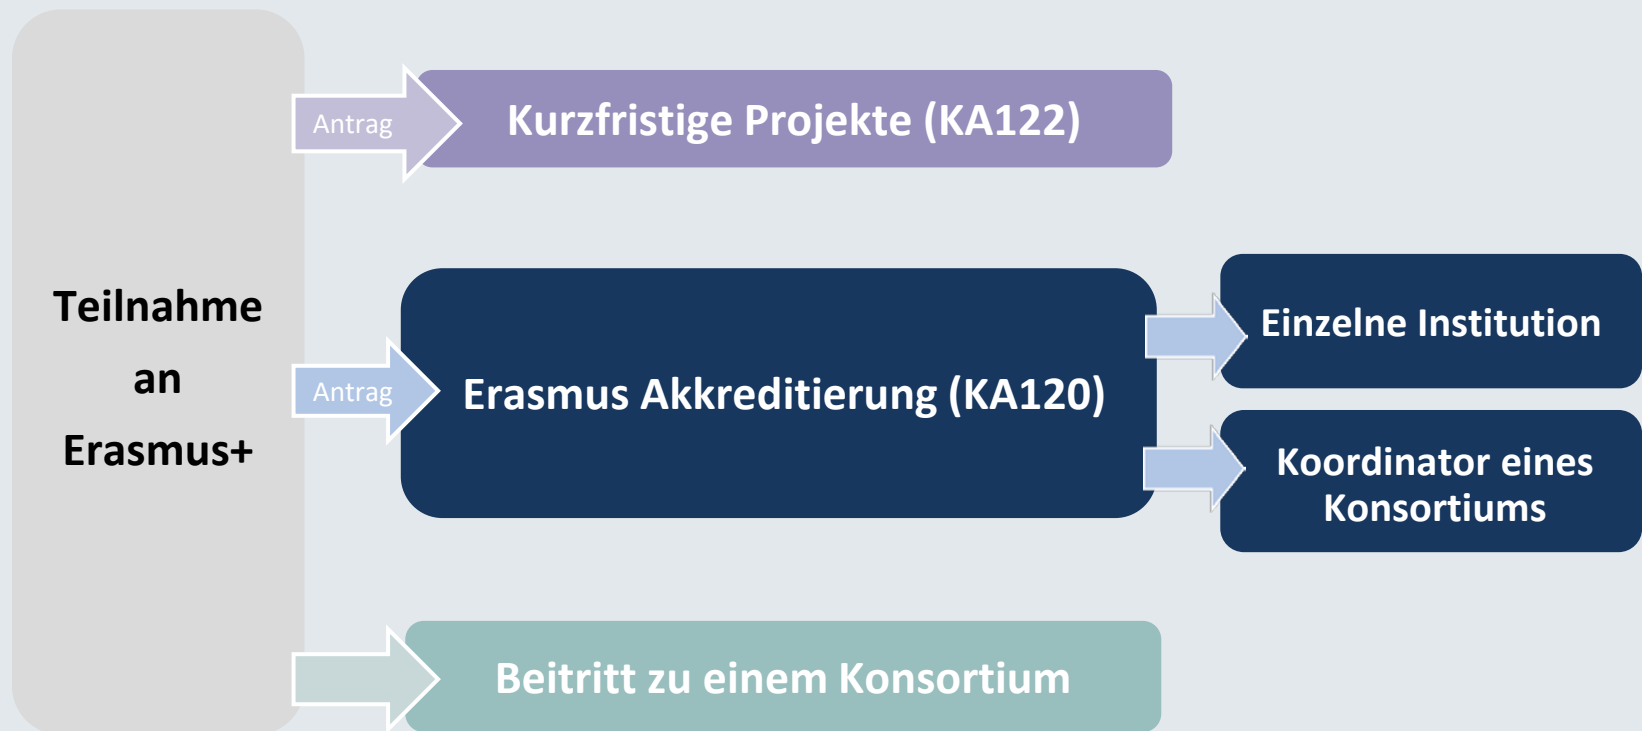 Teilnahme
an
Erasmus+
Antrag
Kurzfristige Projekte (KA122)
Antrag
Erasmus Akkreditierung (KA120)
Einzelne Institution
Koordinator eines
Konsortiums
Beitritt zu einem Konsortium